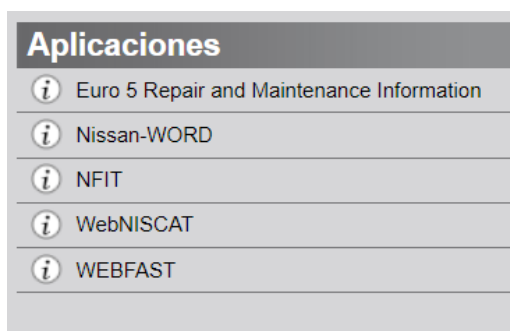 Aplicaciones
Euro 5 Repair and Maintenance Information
Nissan-WORD
NFIT
WebNISCAT
WEBFAST